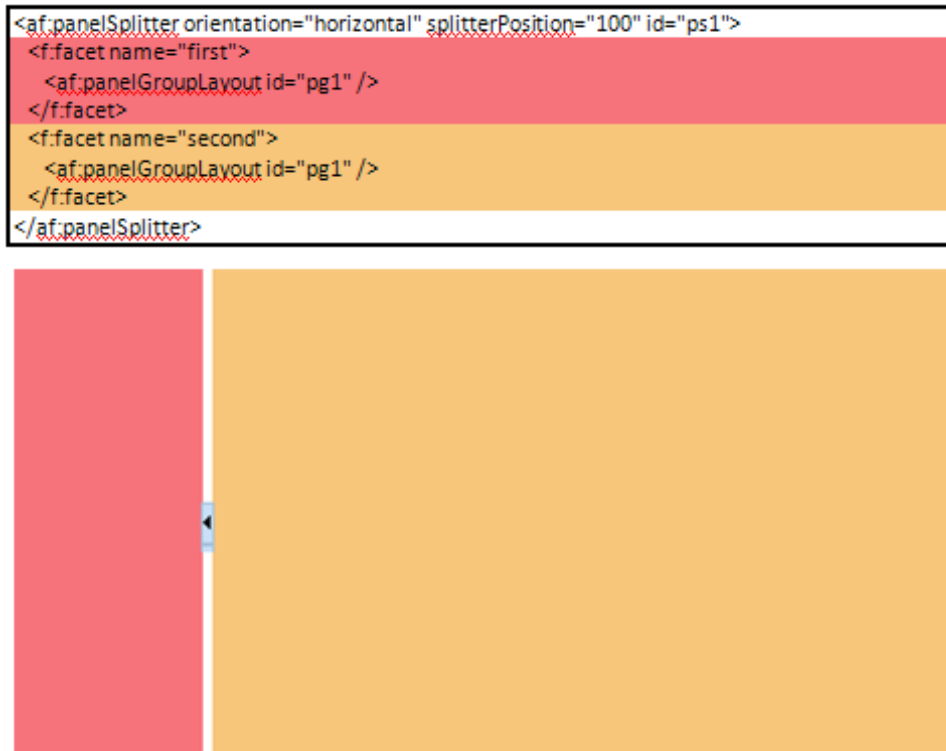 <af:panelSplitter orientation="horizontal" splitterPosition="100" id="ps1">
<f:facet name="first">
<af:panelGroupLayout id="pg1" />
</f:facet>
<f:facet name="second">
<af:panelGroupLayout id="pg1" />
</f:facet>
</af:panelSplitter>